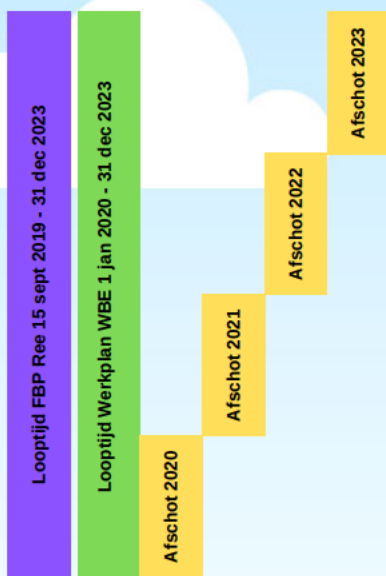 Looptijd FBP Ree 15 sept 2019 - 31 dec 2023
Looptijd Werkplan WBE 1 jan 2020 - 31 dec 2023
Afschot 2020
Afschot 2021
Afschot 2022
Afschot 2023